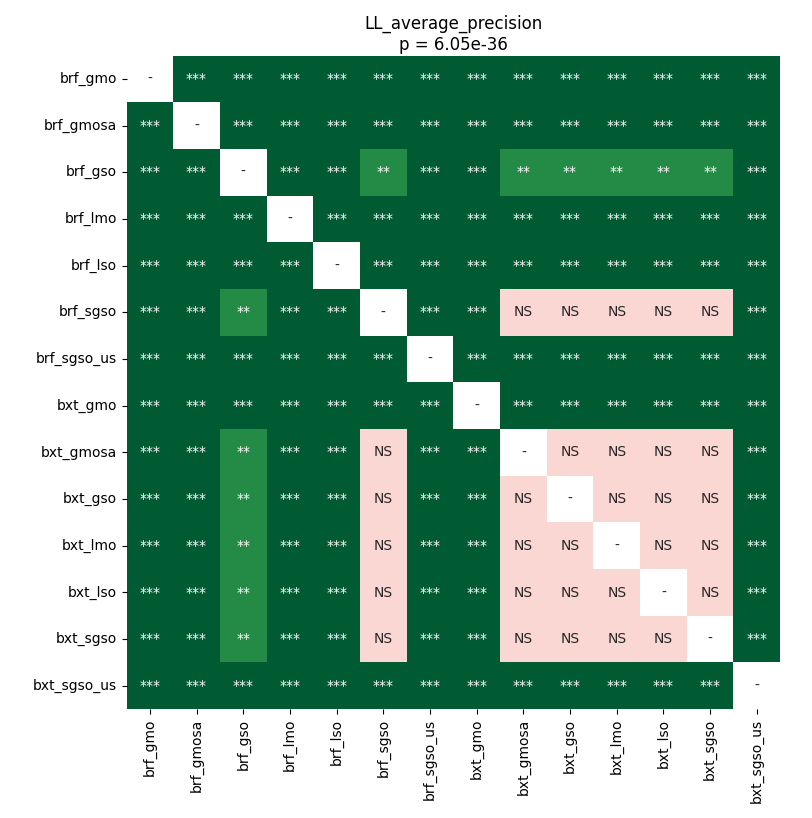 LL_average_precision
p = 6.05e-36
brf_gmo - *** *** *** *** *** *** *** *** *** *** *** *** ***
brf_gmosa *** - *** *** *** *** *** *** *** *** *** *** *** ***
brf_gso *** *** - *** *** ** *** *** ** ** ** ** ** ***
brf_lmo *** *** *** - *** *** *** *** *** *** *** *** *** ***
brf_lso *** *** *** *** - *** *** *** *** *** *** *** *** ***
brf_sgso *** *** ** *** *** - *** *** NS NS NS NS NS ***
brf_sgso_us *** *** *** *** *** *** - *** *** *** *** *** *** ***
bxt_gmo *** *** *** *** *** *** *** - *** *** *** *** *** ***
bxt_gmosa *** *** ** *** *** NS *** *** - NS NS NS NS ***
bxt_gso *** *** ** *** *** NS *** *** NS - NS NS NS ***
bxt_lmo *** *** ** *** *** NS *** *** NS NS - NS NS ***
bxt_lso *** *** ** *** *** NS *** *** NS NS NS - NS ***
bxt_sgso *** *** ** *** *** NS *** *** NS NS NS NS - ***
bxt_sgso_us *** *** *** *** *** *** *** *** *** *** *** *** *** -
brf_gmo brf_gmosa brf_gso brf_lmo brf_lso brf_sgso brf_sgso_us bxt_gmo bxt_gmosa bxt_gso bxt_lmo bxt_lso bxt_sgso bxt_sgso_us